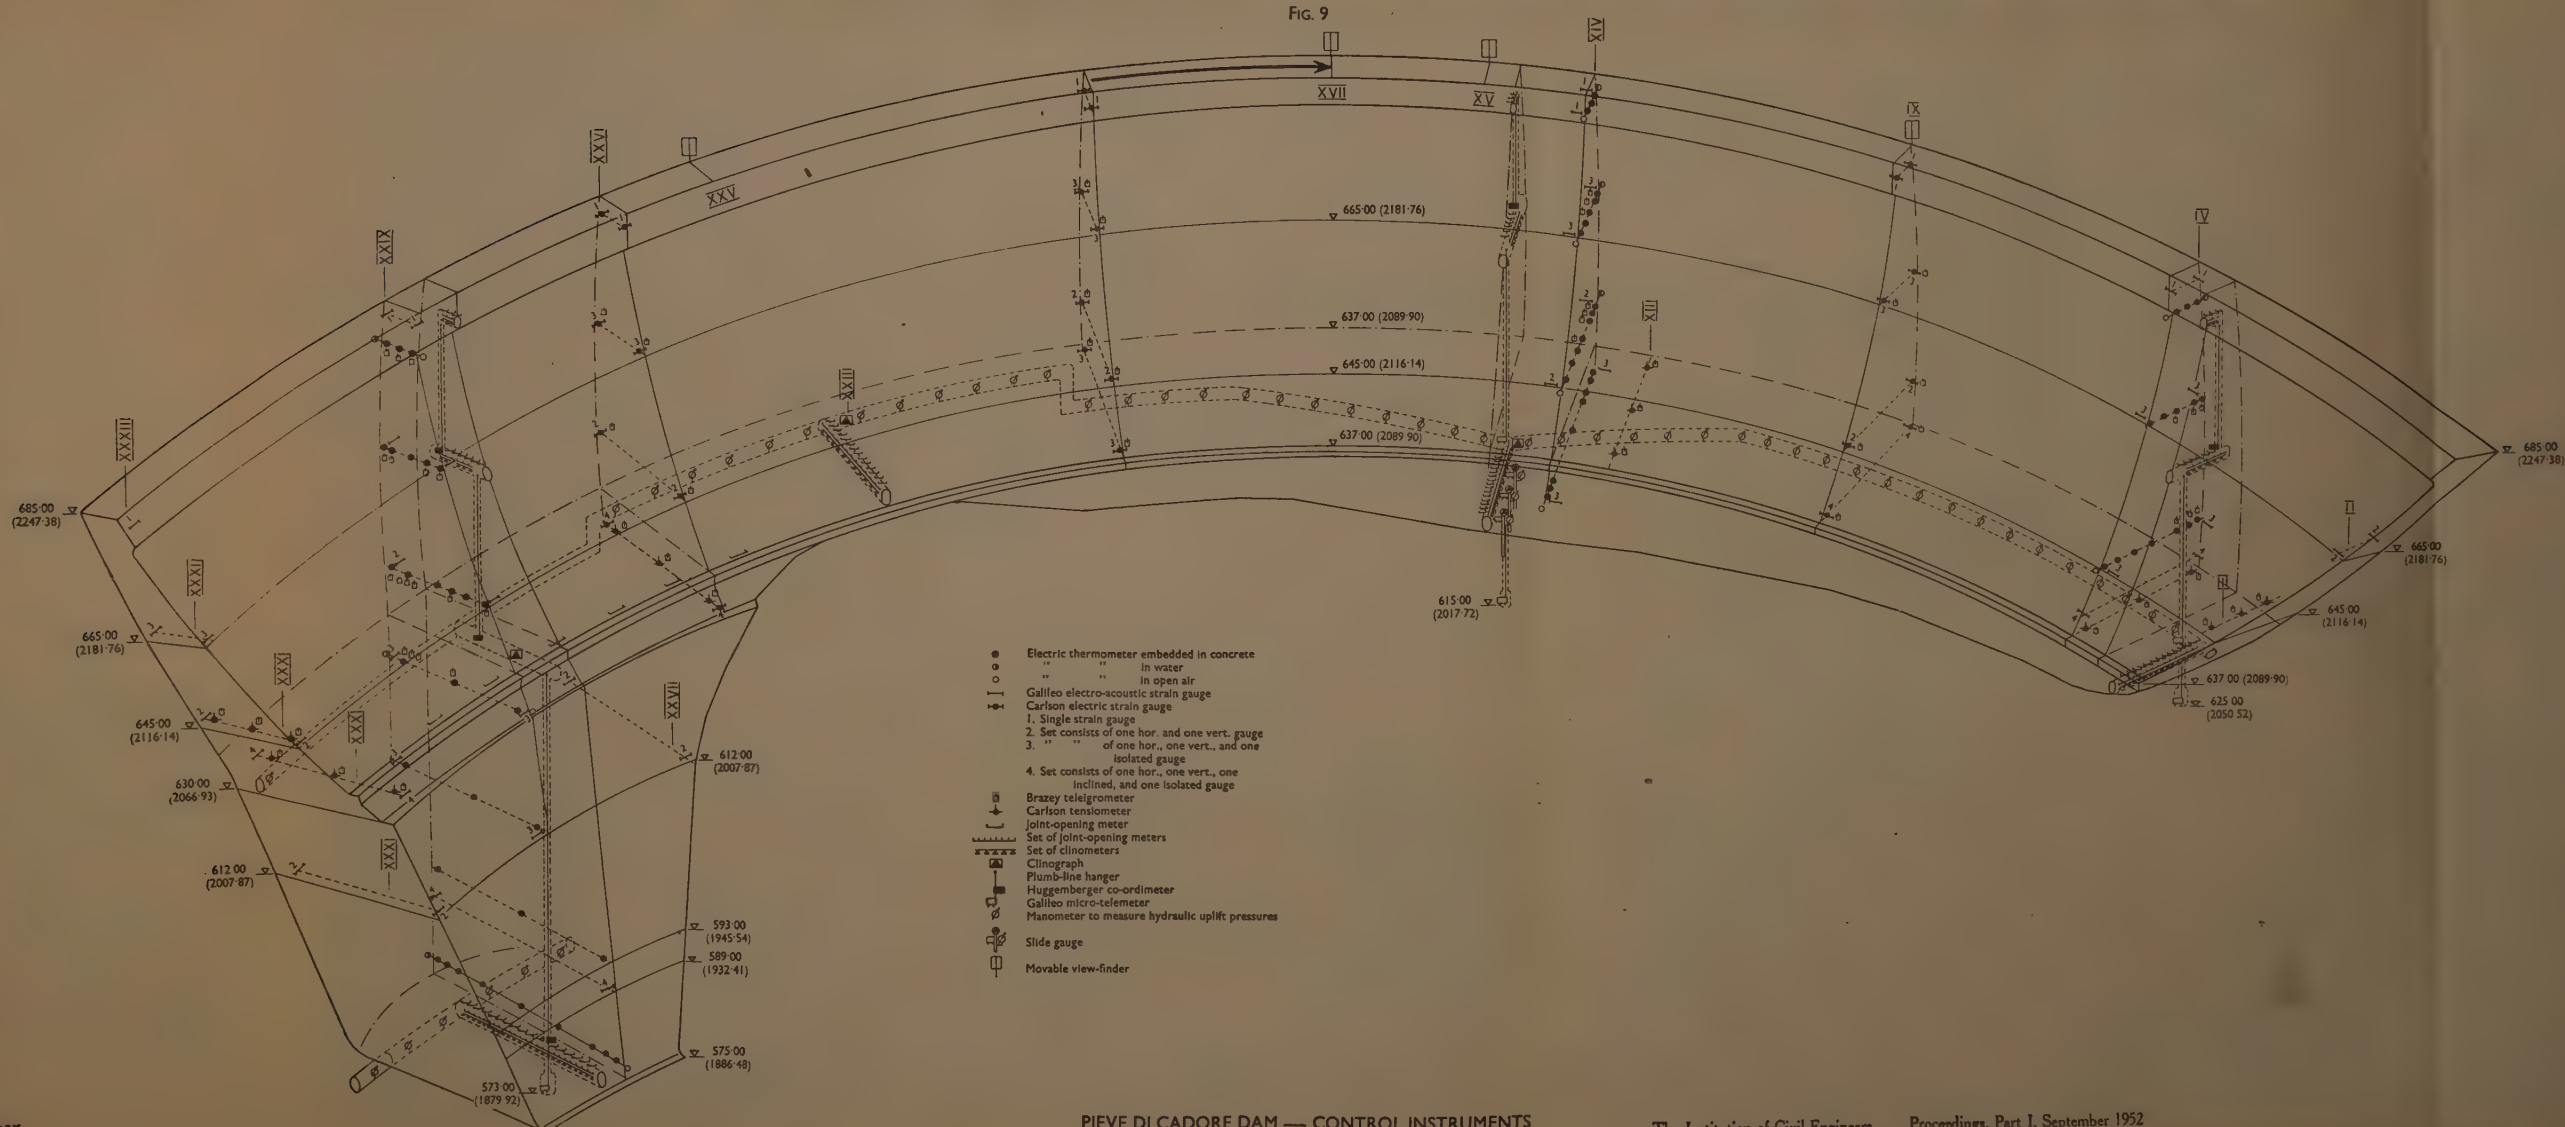 FIG. 9
XIV
XVII
XV
IX
XXVI
XXV
XXIX
IV
665·00 (2181·76)
637·00 (2089·90)
XII
645·00 (2116·14)
XXIII
637·00 (2089 90)
XXXIII
685·00
(2247·38)
685·00
(2247·38)
II
665·00
(2181·76)
XXXII
615·00
(2017·72)
645·00
(2116·14)
665·00
(2181·76)
637 00 (2089·90)
625 00
(2050 52)
XXVII
645·00
(2116·14)
XXX
612·00
(2007·87)
630·00
(2066·93)
612 00
(2007·87)
XXXI
593·00
(1945·54)
589·00
(1932·41)
575·00
(1886·48)
573·00
(1879 92)
Electric thermometer embedded in concrete
" " in water
" " in open air
Galileo electro-acoustic strain gauge
Carlson electric strain gauge
1. Single strain gauge
2. Set consists of one hor. and one vert. gauge
3. " " of one hor., one vert., and one
isolated gauge
4. Set consists of one hor., one vert., one
inclined, and one isolated gauge
Brazey teleigrometer
Carlson tensiometer
Joint-opening meter
Set of joint-opening meters
Set of clinometers
Clinograph
Plumb-line hanger
Huggemberger co-ordimeter
Galileo micro-telemeter
Manometer to measure hydraulic uplift pressures
Slide gauge
Movable view-finder
PIEVE DI CADORE DAM — CONTROL INSTRUMENTS
The Institution of Civil Engineers Proceedings, Part I, September 1952